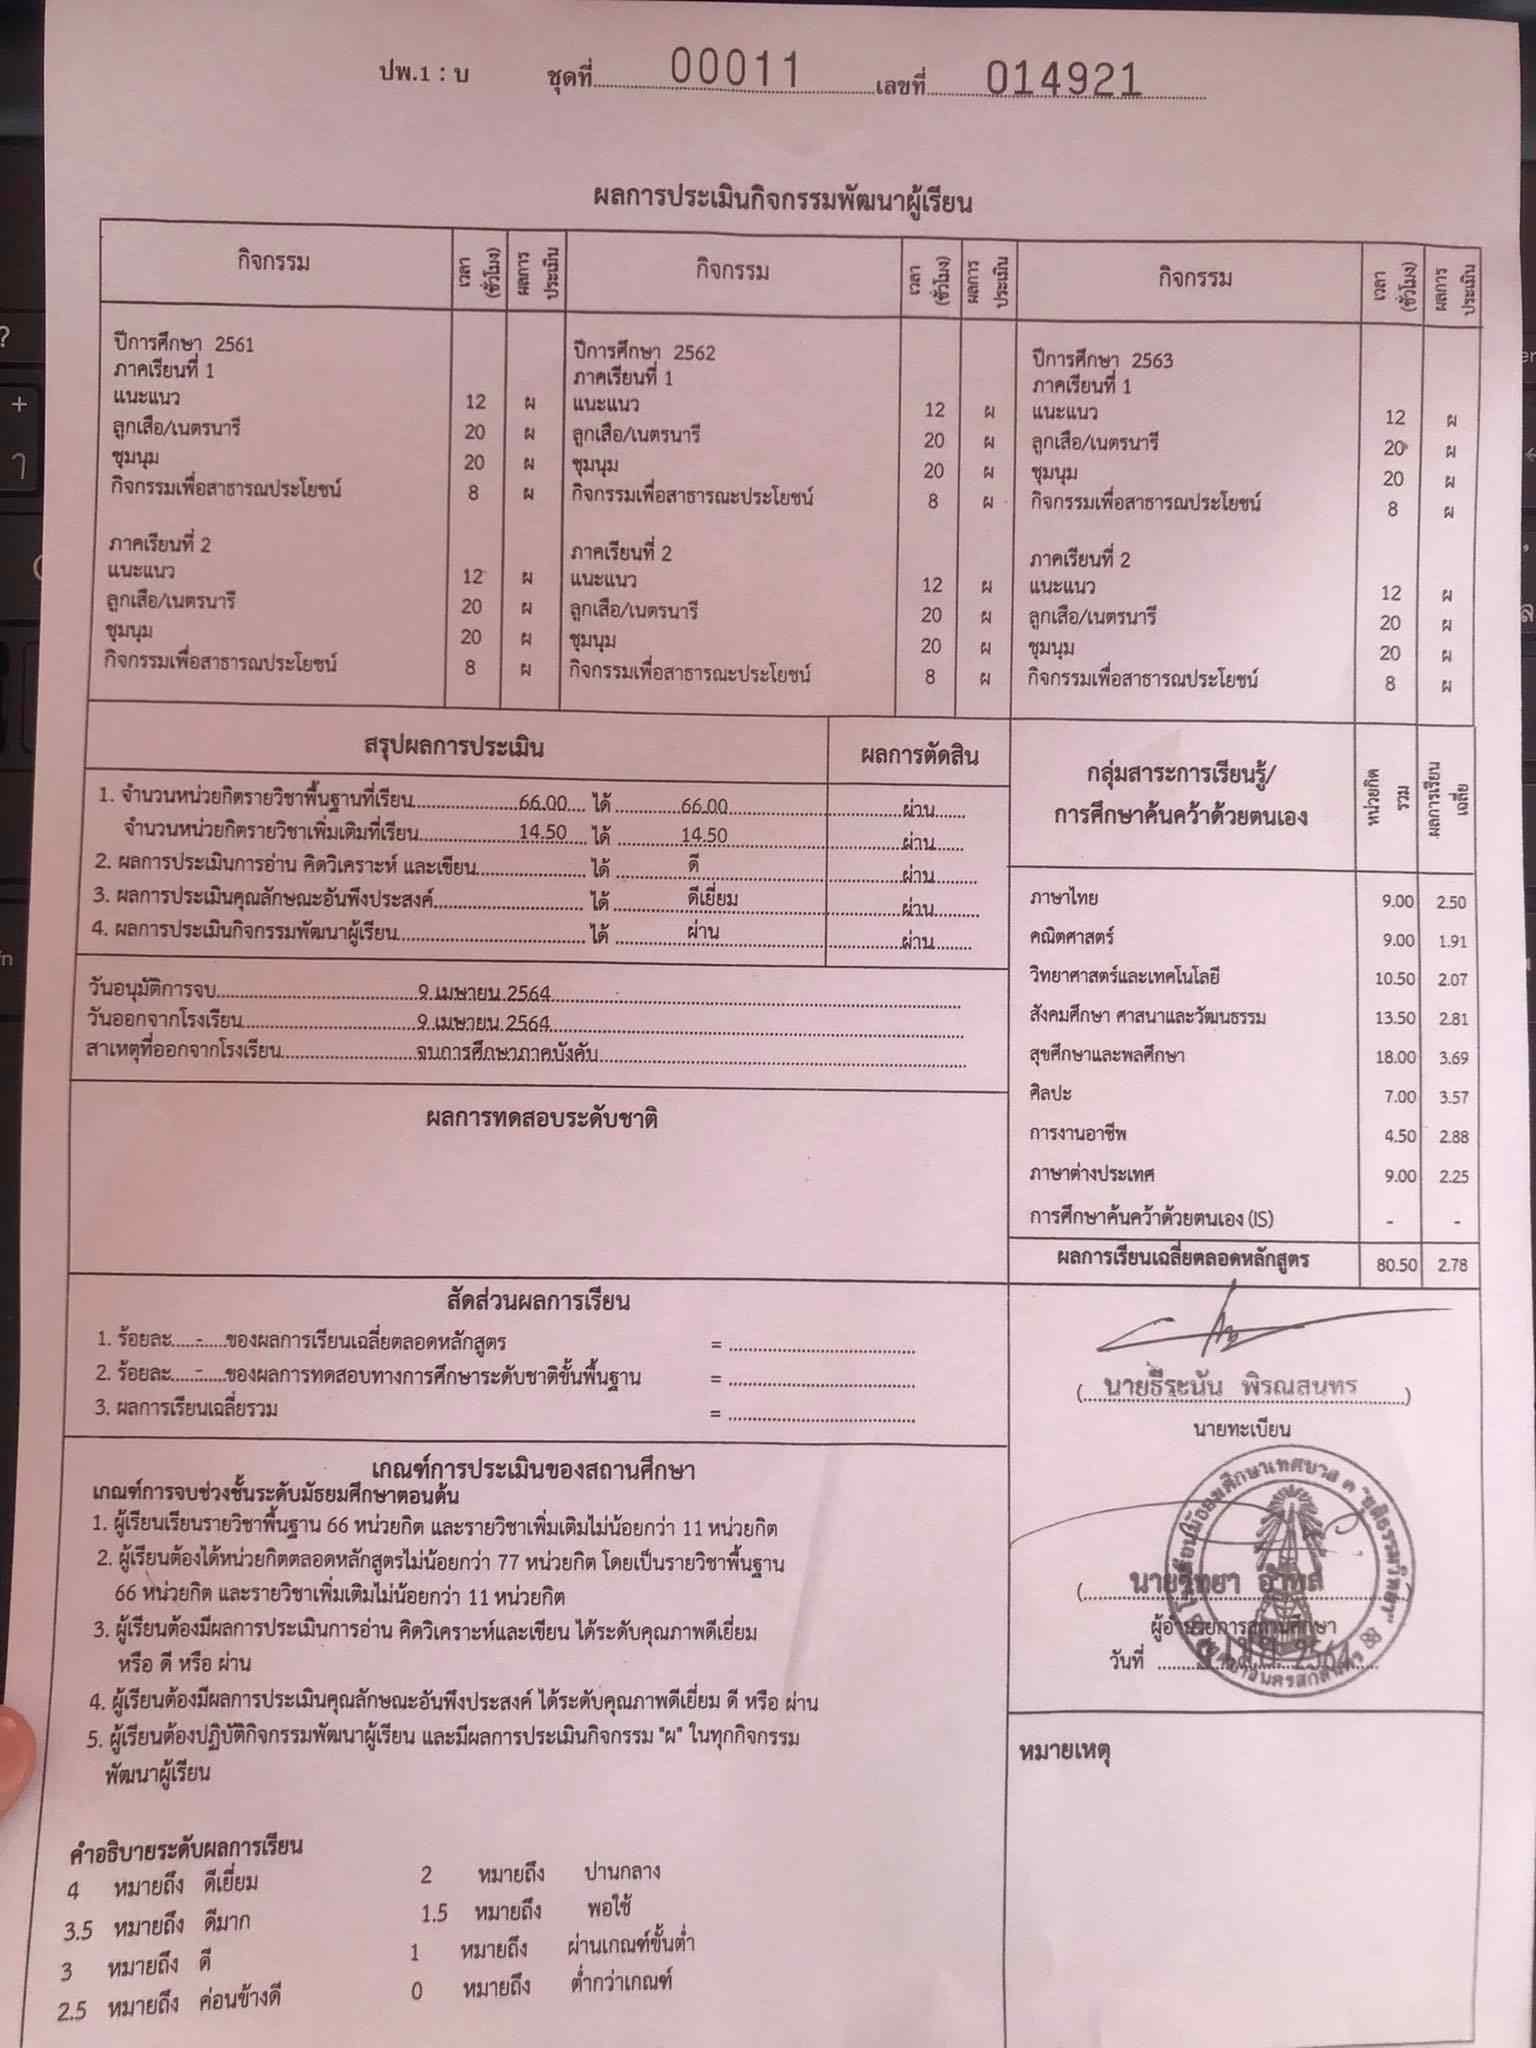 ปพ.1 : บ ชุดที่ 00011 เลขที่ 014921
ผลการประเมินกิจกรรมพัฒนาผู้เรียน
กิจกรรม เวลา (ชั่วโมง) ผลการประเมิน กิจกรรม เวลา (ชั่วโมง) ผลการประเมิน กิจกรรม เวลา (ชั่วโมง) ผลการประเมิน
ปีการศึกษา 2561
ภาคเรียนที่ 1
แนะแนว 12 ผ
ลูกเสือ/เนตรนารี 20 ผ
ชุมนุม 20 ผ
กิจกรรมเพื่อสาธารณประโยชน์ 8 ผ
ภาคเรียนที่ 2
แนะแนว 12 ผ
ลูกเสือ/เนตรนารี 20 ผ
ชุมนุม 20 ผ
กิจกรรมเพื่อสาธารณประโยชน์ 8 ผ
ปีการศึกษา 2562
ภาคเรียนที่ 1
แนะแนว 12 ผ
ลูกเสือ/เนตรนารี 20 ผ
ชุมนุม 20 ผ
กิจกรรมเพื่อสาธารณะประโยชน์ 8 ผ
ภาคเรียนที่ 2
แนะแนว 12 ผ
ลูกเสือ/เนตรนารี 20 ผ
ชุมนุม 20 ผ
กิจกรรมเพื่อสาธารณะประโยชน์ 8 ผ
ปีการศึกษา 2563
ภาคเรียนที่ 1
แนะแนว 12 ผ
ลูกเสือ/เนตรนารี 20 ผ
ชุมนุม 20 ผ
กิจกรรมเพื่อสาธารณประโยชน์ 8 ผ
ภาคเรียนที่ 2
แนะแนว 12 ผ
ลูกเสือ/เนตรนารี 20 ผ
ชุมนุม 20 ผ
กิจกรรมเพื่อสาธารณประโยชน์ 8 ผ
สรุปผลการประเมิน ผลการตัดสิน
1. จำนวนหน่วยกิตรายวิชาพื้นฐานที่เรียน 66.00 ได้ 66.00 ผ่าน
จำนวนหน่วยกิตรายวิชาเพิ่มเติมที่เรียน 14.50 ได้ 14.50 ผ่าน
2. ผลการประเมินการอ่าน คิดวิเคราะห์ และเขียน ได้ ดี ผ่าน
3. ผลการประเมินคุณลักษณะอันพึงประสงค์ ได้ ดีเยี่ยม ผ่าน
4. ผลการประเมินกิจกรรมพัฒนาผู้เรียน ได้ ผ่าน ผ่าน
วันอนุมัติการจบ 9 เมษายน 2564
วันออกจากโรงเรียน 9 เมษายน 2564
สาเหตุที่ออกจากโรงเรียน จบการศึกษาภาคบังคับ
ผลการทดสอบระดับชาติ
สัดส่วนผลการเรียน
1. ร้อยละ - ของผลการเรียนเฉลี่ยตลอดหลักสูตร =
2. ร้อยละ - ของผลการทดสอบทางการศึกษาระดับชาติขั้นพื้นฐาน =
3. ผลการเรียนเฉลี่ยรวม =
เกณฑ์การประเมินของสถานศึกษา
เกณฑ์การจบช่วงชั้นระดับมัธยมศึกษาตอนต้น
1. ผู้เรียนเรียนรายวิชาพื้นฐาน 66 หน่วยกิต และรายวิชาเพิ่มเติมไม่น้อยกว่า 11 หน่วยกิต
2. ผู้เรียนต้องได้หน่วยกิตตลอดหลักสูตรไม่น้อยกว่า 77 หน่วยกิต โดยเป็นรายวิชาพื้นฐาน
66 หน่วยกิต และรายวิชาเพิ่มเติมไม่น้อยกว่า 11 หน่วยกิต
3. ผู้เรียนต้องมีผลการประเมินการอ่าน คิดวิเคราะห์และเขียน ได้ระดับคุณภาพดีเยี่ยม
หรือ ดี หรือ ผ่าน
4. ผู้เรียนต้องมีผลการประเมินคุณลักษณะอันพึงประสงค์ ได้ระดับคุณภาพดีเยี่ยม ดี หรือ ผ่าน
5. ผู้เรียนต้องปฏิบัติกิจกรรมพัฒนาผู้เรียน และมีผลการประเมินกิจกรรม "ผ" ในทุกกิจกรรม
พัฒนาผู้เรียน
คำอธิบายระดับผลการเรียน
4 หมายถึง ดีเยี่ยม 2 หมายถึง ปานกลาง
3.5 หมายถึง ดีมาก 1.5 หมายถึง พอใช้
3 หมายถึง ดี 1 หมายถึง ผ่านเกณฑ์ขั้นต่ำ
2.5 หมายถึง ค่อนข้างดี 0 หมายถึง ต่ำกว่าเกณฑ์
กลุ่มสาระการเรียนรู้/
การศึกษาค้นคว้าด้วยตนเอง
หน่วยกิตรวม ผลการเรียนเฉลี่ย
ภาษาไทย 9.00 2.50
คณิตศาสตร์ 9.00 1.91
วิทยาศาสตร์และเทคโนโลยี 10.50 2.07
สังคมศึกษา ศาสนาและวัฒนธรรม 13.50 2.81
สุขศึกษาและพลศึกษา 18.00 3.69
ศิลปะ 7.00 3.57
การงานอาชีพ 4.50 2.88
ภาษาต่างประเทศ 9.00 2.25
การศึกษาค้นคว้าด้วยตนเอง (IS) - -
ผลการเรียนเฉลี่ยตลอดหลักสูตร 80.50 2.78
(นายธีระนัน พิรณสนทร)
นายทะเบียน
(นายวิทยา
ผู้อำนวยการสถานศึกษา
วันที่ 2564
หมายเหตุ